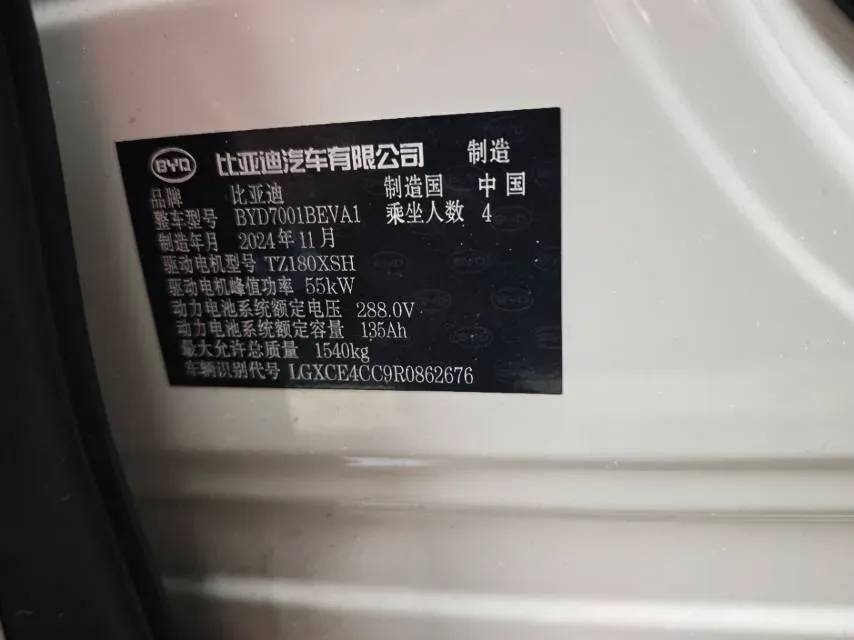 BYD 比亚迪汽车有限公司 制造
品牌 比亚迪 制造国 中国
整车型号 BYD7001BEVA1 乘坐人数 4
制造年月 2024年11月
驱动电机型号 TZ180XSH
驱动电机峰值功率 55kW
动力电池系统额定电压 288.0V
动力电池系统额定容量 135Ah
最大允许总质量 1540kg
车辆识别代号 LGXCE4CC9R0862676